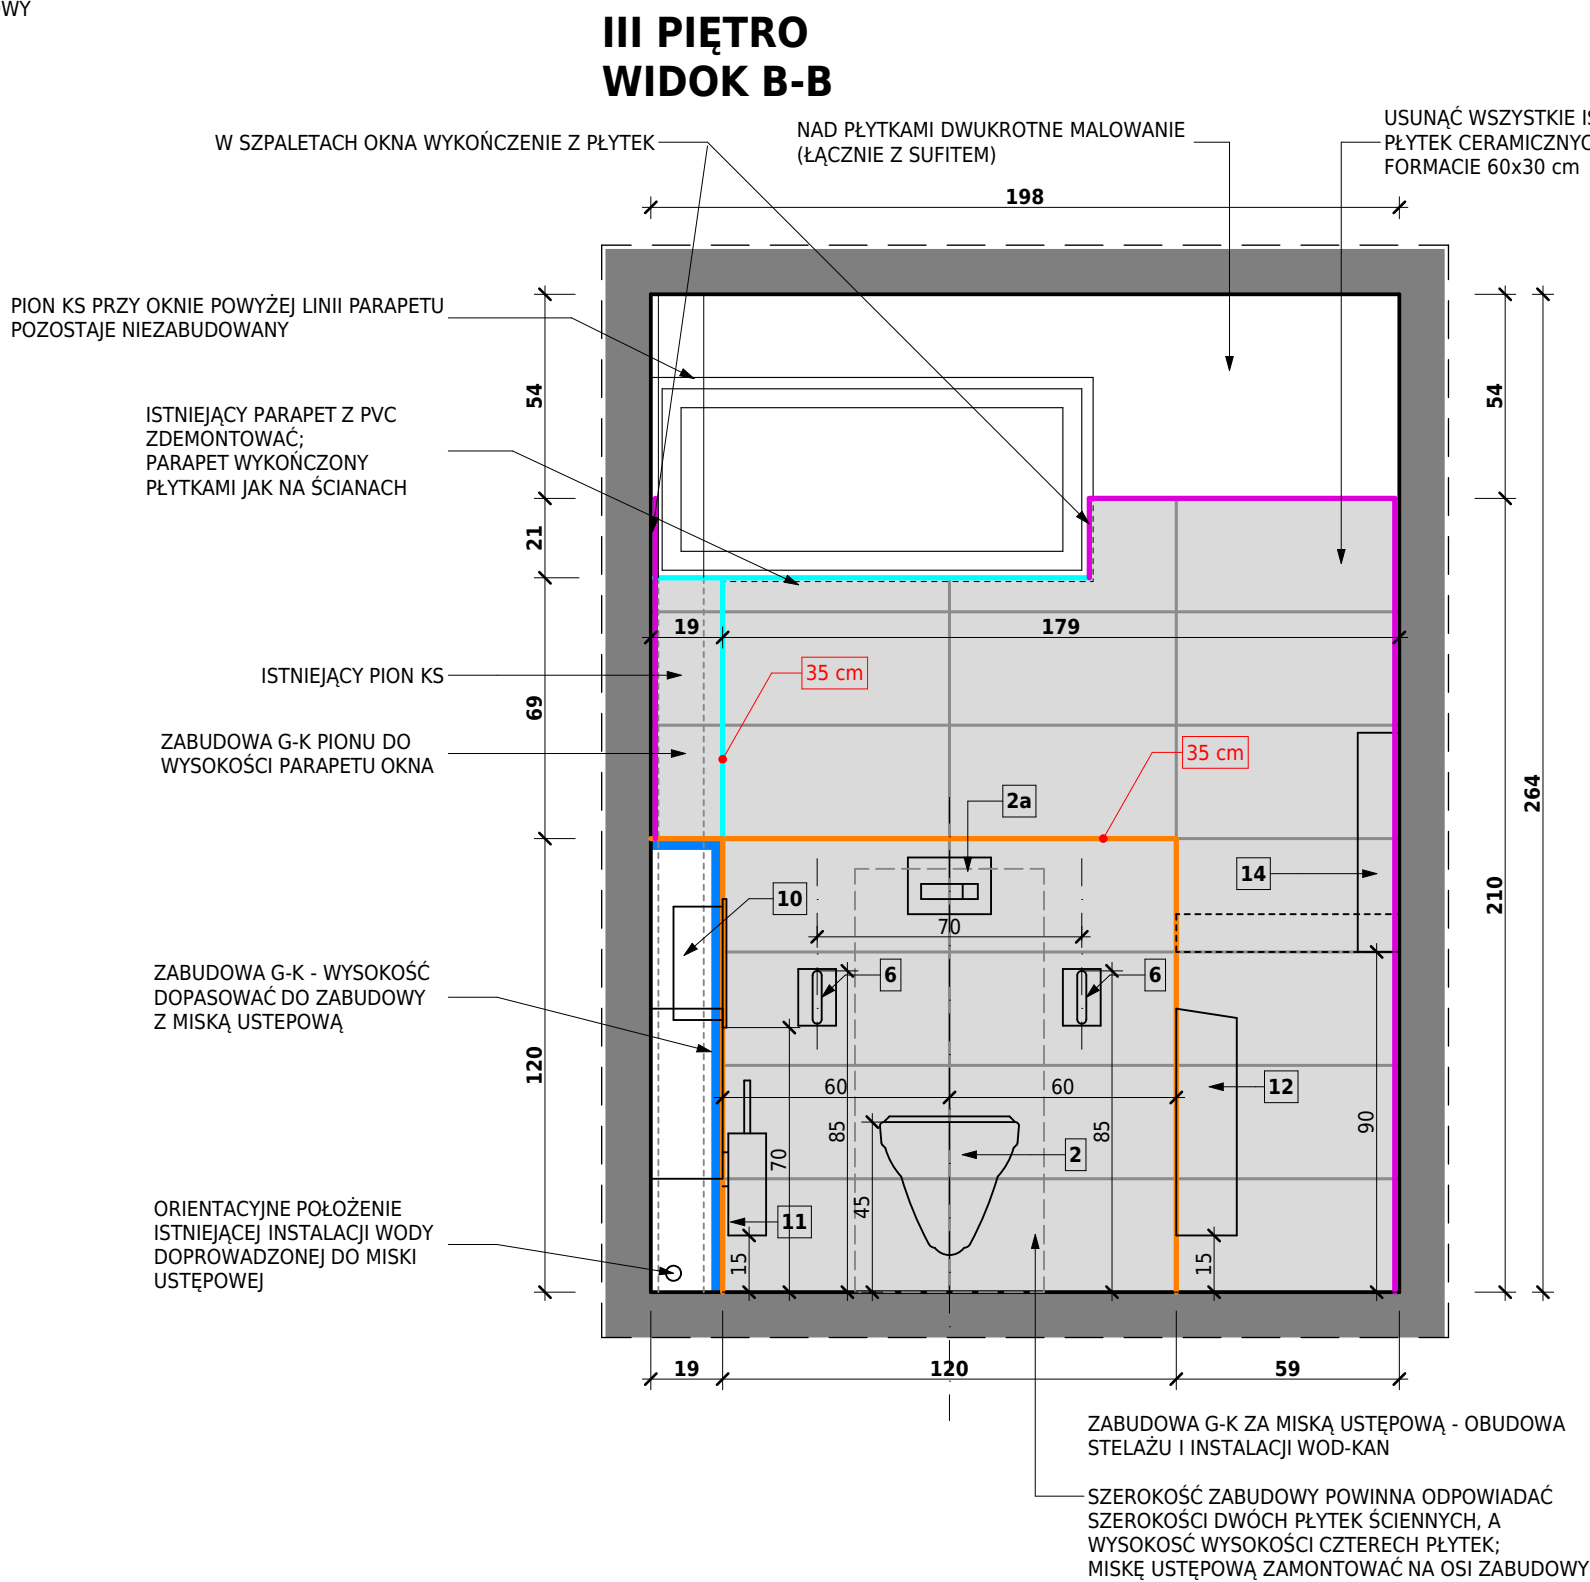 III PIĘTRO
WIDOK B-B
W SZPALETACH OKNA WYKOŃCZENIE Z PŁYTEK
NAD PŁYTKAMI DWUKROTNE MALOWANIE
(ŁĄCZNIE Z SUFITEM)
USUNĄĆ WSZYSTKIE
PŁYTEK
FORMACIE 60x30 cm
198
PION KS PRZY OKNIE POWYŻEJ LINII PARAPETU
POZOSTAJE NIEZABUDOWANY
ISTNIEJĄCY PARAPET Z PVC
ZDEMONTOWAĆ;
PARAPET WYKOŃCZONY
PŁYTKAMI JAK NA ŚCIANACH
54
21
69
120
54
210
264
19
179
35 cm
35 cm
ISTNIEJĄCY PION KS
ZABUDOWA G-K PIONU DO
WYSOKOŚCI PARAPETU OKNA
2a
14
10
70
6
6
ZABUDOWA G-K - WYSOKOŚĆ
DOPASOWAĆ DO ZABUDOWY
Z MISKĄ USTEPOWĄ
60
60
12
85
85
90
70
2
45
11
15
15
ORIENTACYJNE POŁOŻENIE
ISTNIEJĄCEJ INSTALACJI WODY
DOPROWADZONEJ DO MISKI
USTĘPOWEJ
19
120
59
ZABUDOWA G-K ZA MISKĄ USTĘPOWĄ - OBUDOWA
STELAŻU I INSTALACJI WOD-KAN
SZEROKOŚĆ ZABUDOWY POWINNA ODPOWIADAĆ
SZEROKOŚCI DWÓCH PŁYTEK ŚCIENNYCH, A
WYSOKOSĆ WYSOKOŚCI CZTERECH PŁYTEK;
MISKĘ USTĘPOWĄ ZAMONTOWAĆ NA OSI ZABUDOWY